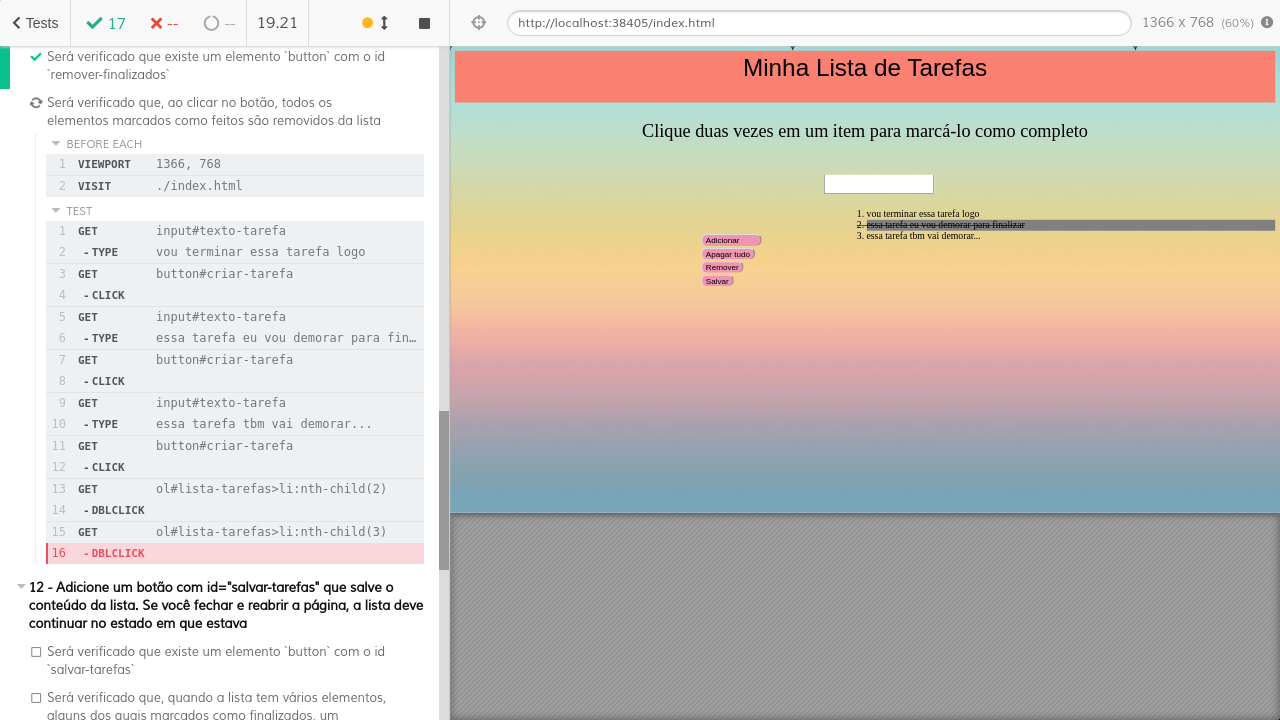 Tests
17
--
--
19.21
http://localhost:38405/index.html
1366 x 768 (60%)
Será verificado que existe um elemento `button` com o id
`remover-finalizados`
Será verificado que, ao clicar no botão, todos os
elementos marcados como feitos são removidos da lista
BEFORE EACH
1 VIEWPORT 1366, 768
2 VISIT ./index.html
TEST
1 GET input#texto-tarefa
2 -TYPE vou terminar essa tarefa logo
3 GET button#criar-tarefa
4 -CLICK
5 GET input#texto-tarefa
6 -TYPE essa tarefa eu vou demorar para fin…
7 GET button#criar-tarefa
8 -CLICK
9 GET input#texto-tarefa
10 -TYPE essa tarefa tbm vai demorar...
11 GET button#criar-tarefa
12 -CLICK
13 GET ol#lista-tarefas>li:nth-child(2)
14 -DBLCLICK
15 GET ol#lista-tarefas>li:nth-child(3)
16 -DBLCLICK
12 - Adicione um botão com id="salvar-tarefas" que salve o
conteúdo da lista. Se você fechar e reabrir a página, a lista deve
continuar no estado em que estava
Será verificado que existe um elemento `button` com o id
`salvar-tarefas`
Será verificado que, quando a lista tem vários elementos,
alguns dos quais marcados como finalizados, um
Minha Lista de Tarefas
Clique duas vezes em um item para marcá-lo como completo
1. vou terminar essa tarefa logo
2. essa tarefa eu vou demorar para finalizar
3. essa tarefa tbm vai demorar...
Adicionar
Apagar tudo
Remover
Salvar